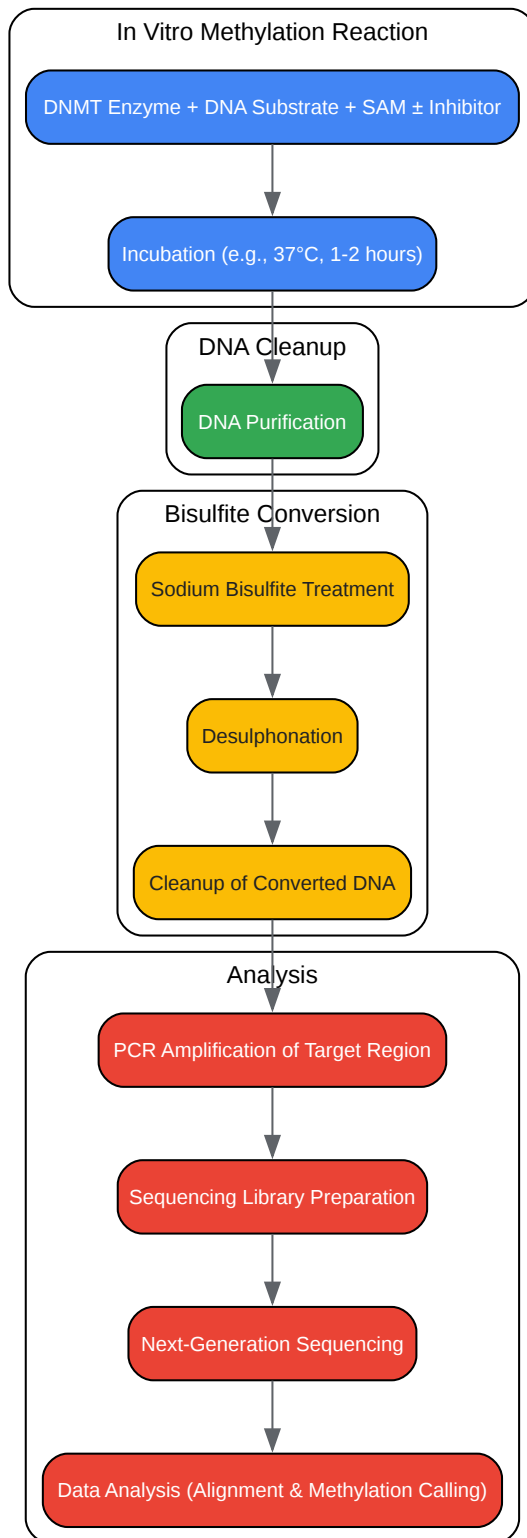 In Vitro Methylation Reaction
DNMT Enzyme + DNA Substrate + SAM ± Inhibitor
Incubation (e.g., 37°C, 1-2 hours)
DNA Cleanup
DNA Purification
Bisulfite Conversion
Sodium Bisulfite Treatment
Desulphonation
Cleanup of Converted DNA
Analysis
PCR Amplification of Target Region
Sequencing Library Preparation
Next-Generation Sequencing
Data Analysis (Alignment & Methylation Calling)